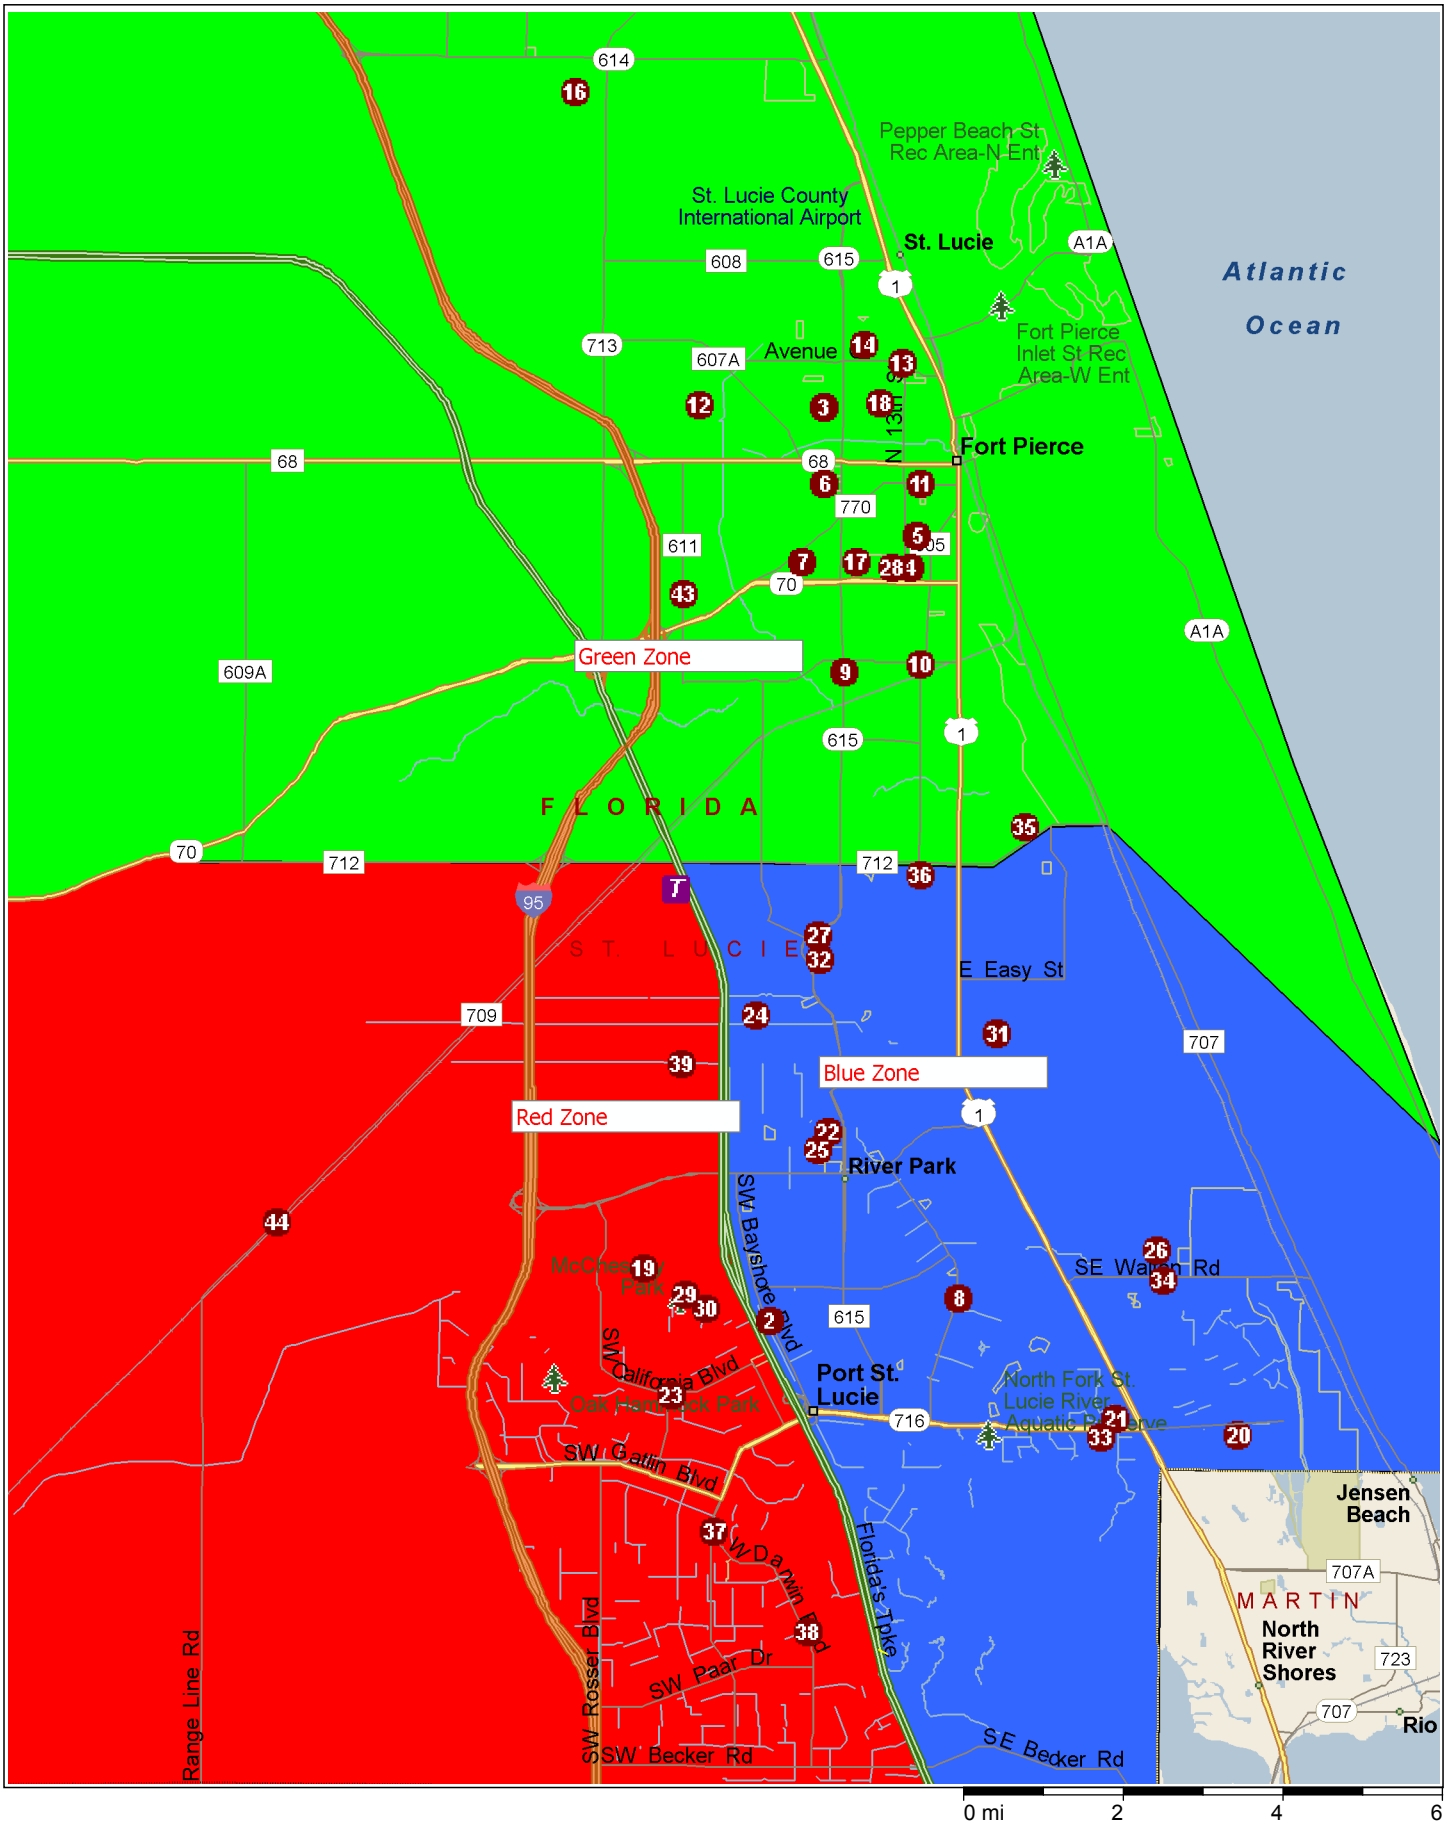 614
16
Pepper Beach St
Rec Area-N Ent
St. Lucie County
International Airport
St. Lucie
A1A
608
615
1
Atlantic
Ocean
713
607A
Avenue
14
13
Fort Pierce
Inlet St Rec
Area-W Ent
12
3
18
N 13th S
68
68
Fort Pierce
6
11
770
611
5
05
7
17
28
4
70
43
Green Zone
609A
9
10
A1A
615
1
FLORIDA
35
70
712
712
36
T
95
27
ST. LUCIE
32
E Easy St
709
24
31
707
39
Blue Zone
Red Zone
1
22
25
River Park
SW Bayshore Blvd
44
26
McChes y
Park
19
SE Walton Rd
34
29
30
8
2
615
SW California Blvd
23
Oak Hammock Park
Port St.
Lucie
North Fork St.
Lucie River
Aquatic Preserve
716
21
33
20
SW Gatlin Blvd
Jensen
Beach
37
W Darwin Blvd
Florida's Tpke
707A
MARTIN
38
SW Rosser Blvd
North
River
Shores
Range Line Rd
SW Paar Dr
723
707
Rio
SW Becker Rd
SE Becker Rd
0 mi 2 4 6